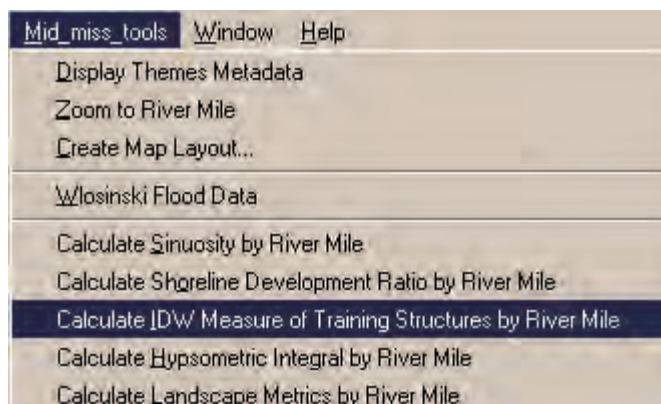 Mid_miss_tools Window Help
Display Themes Metadata
Zoom to River Mile
Create Map Layout...
Wlosinski Flood Data
Calculate Sinuosity by River Mile
Calculate Shoreline Development Ratio by River Mile
Calculate IDW Measure of Training Structures by River Mile
Calculate Hypsometric Integral by River Mile
Calculate Landscape Metrics by River Mile